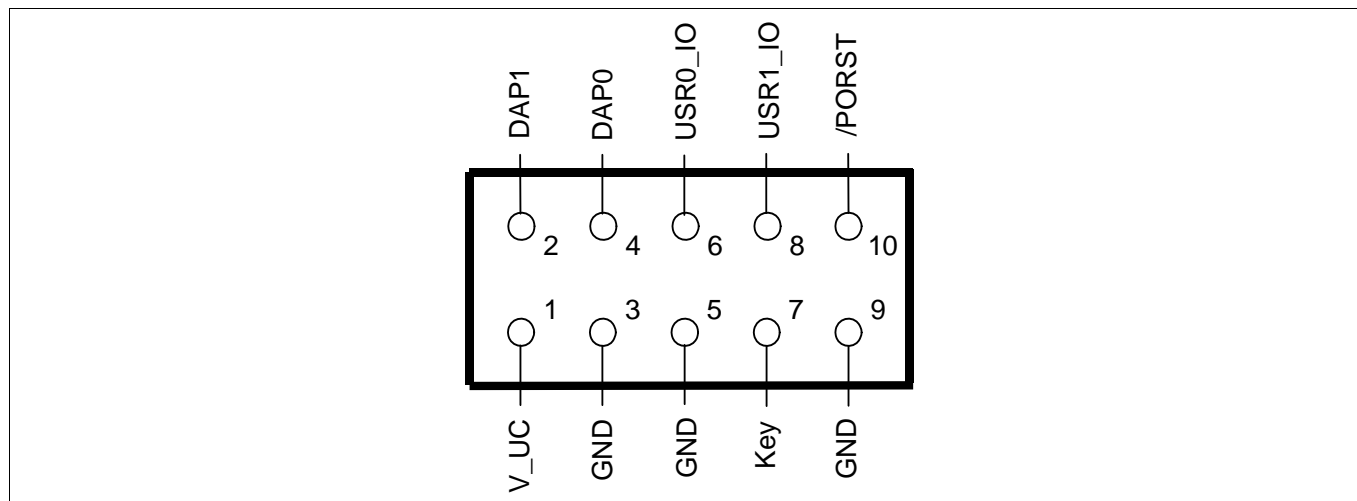 DAP1 DAP0 USR0_IO USR1_IO /PORST
2 4 6 8 10
1 3 5 7 9
V_UC GND GND Key GND